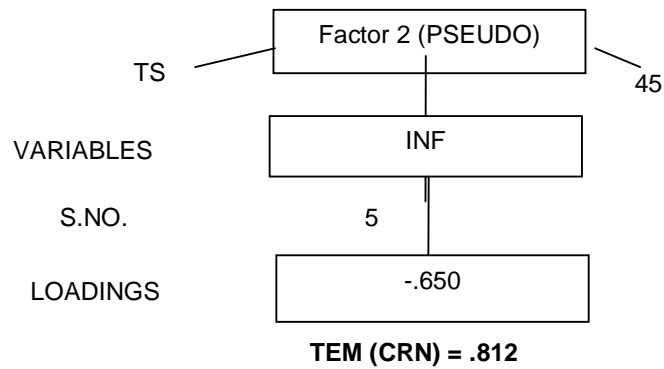 Factor 2 (PSEUDO)
TS
45
VARIABLES
INF
S.NO.
5
LOADINGS
-.650
TEM (CRN) = .812